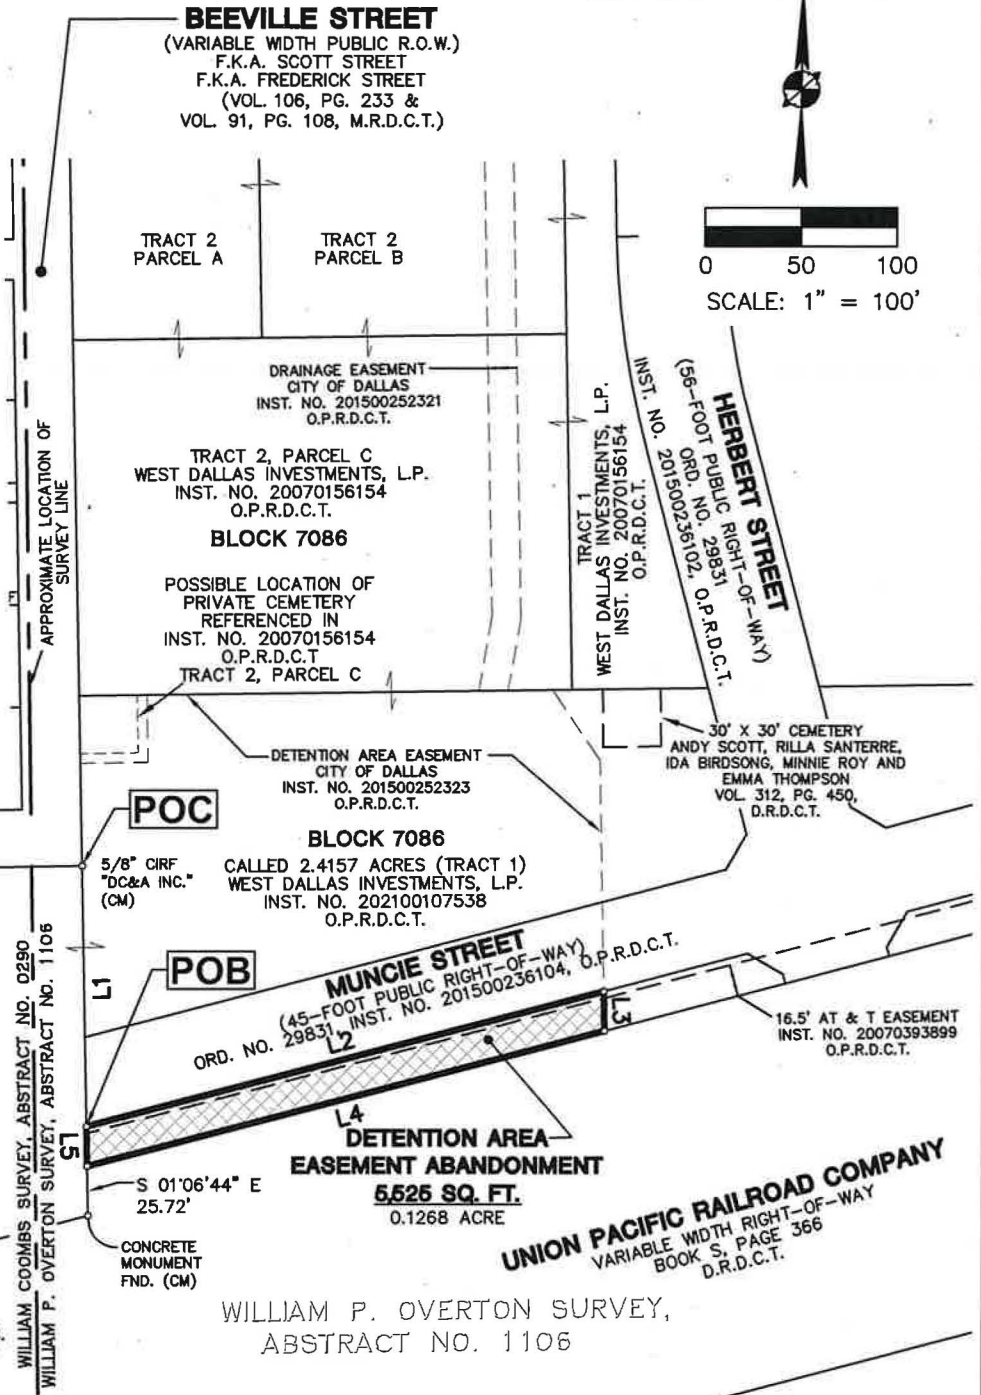 BEEVILLE STREET
(VARIABLE WIDTH PUBLIC R.O.W.)
F.K.A. SCOTT STREET
F.K.A. FREDERICK STREET
(VOL. 106, PG. 233 &
VOL. 91, PG. 108, M.R.D.C.T.)
0 50 100
SCALE: 1" = 100'
TRACT 2
PARCEL A
TRACT 2
PARCEL B
DRAINAGE EASEMENT
CITY OF DALLAS
INST. NO. 201500252321
O.P.R.D.C.T.
TRACT 2, PARCEL C
WEST DALLAS INVESTMENTS, L.P.
INST. NO. 20070156154
O.P.R.D.C.T.
BLOCK 7086
POSSIBLE LOCATION OF
PRIVATE CEMETERY
REFERENCED IN
INST. NO. 20070156154
O.P.R.D.C.T
TRACT 2, PARCEL C
APPROXIMATE LOCATION OF
SURVEY LINE
TRACT 1
WEST DALLAS INVESTMENTS, L.P.
INST. NO. 20070156154
O.P.R.D.C.T.
HERBERT STREET
(56-FOOT PUBLIC RIGHT-OF-WAY)
ORD. NO. 29831
INST. NO. 201500236102, O.P.R.D.C.T.
30' X 30' CEMETERY
ANDY SCOTT, RILLA SANTERRE,
IDA BIRDSONG, MINNIE ROY AND
EMMA THOMPSON
VOL. 312, PG. 450,
D.R.D.C.T.
DETENTION AREA EASEMENT
CITY OF DALLAS
INST. NO. 201500252323
O.P.R.D.C.T.
POC
5/8" CIRF
"DC&A INC."
(CM)
BLOCK 7086
CALLED 2.4157 ACRES (TRACT 1)
WEST DALLAS INVESTMENTS, L.P.
INST. NO. 202100107538
O.P.R.D.C.T.
POB
L1
MUNCIE STREET
(45-FOOT PUBLIC RIGHT-OF-WAY)
ORD. NO. 29831, INST. NO. 201500236104, O.P.R.D.C.T.
L2
L3
L4
L5
16.5' AT & T EASEMENT
INST. NO. 20070393899
O.P.R.D.C.T.
DETENTION AREA
EASEMENT ABANDONMENT
5,525 SQ. FT.
0.1268 ACRE
S 01°06'44" E
25.72'
CONCRETE
MONUMENT
FND. (CM)
UNION PACIFIC RAILROAD COMPANY
VARIABLE WIDTH RIGHT-OF-WAY
BOOK S, PAGE 366
D.R.D.C.T.
WILLIAM COOMBS SURVEY, ABSTRACT NO. 0290
WILLIAM P. OVERTON SURVEY, ABSTRACT NO. 1106
WILLIAM P. OVERTON SURVEY,
ABSTRACT NO. 1106